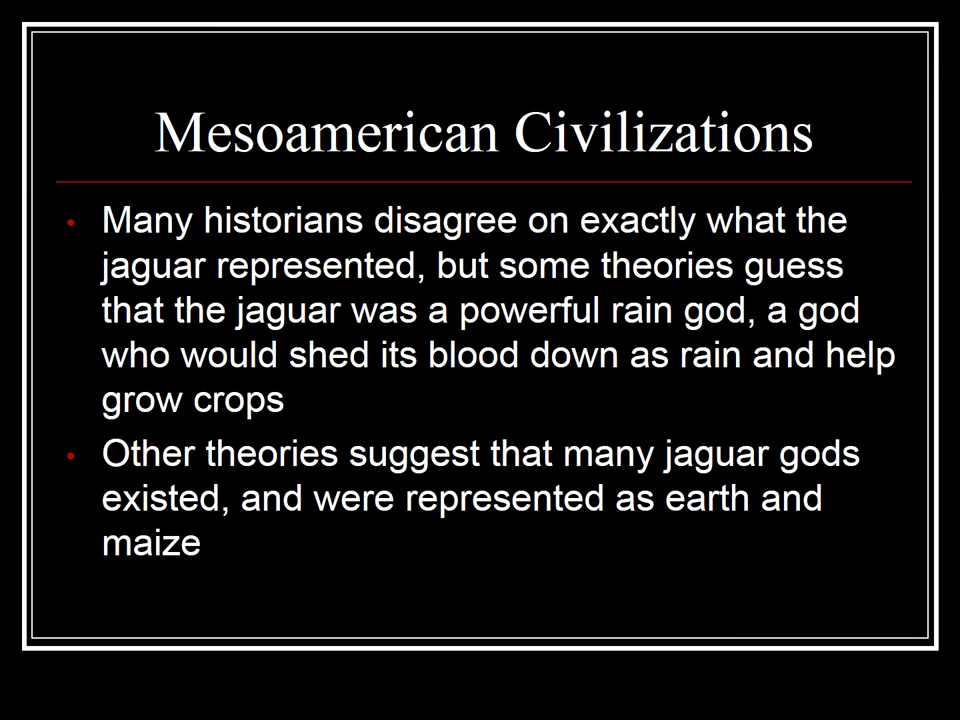 Mesoamerican Civilizations
• Many historians disagree on exactly what the
jaguar represented, but some theories guess
that the jaguar was a powerful rain god, a god
who would shed its blood down as rain and help
grow crops
• Other theories suggest that many jaguar gods
existed, and were represented as earth and
maize